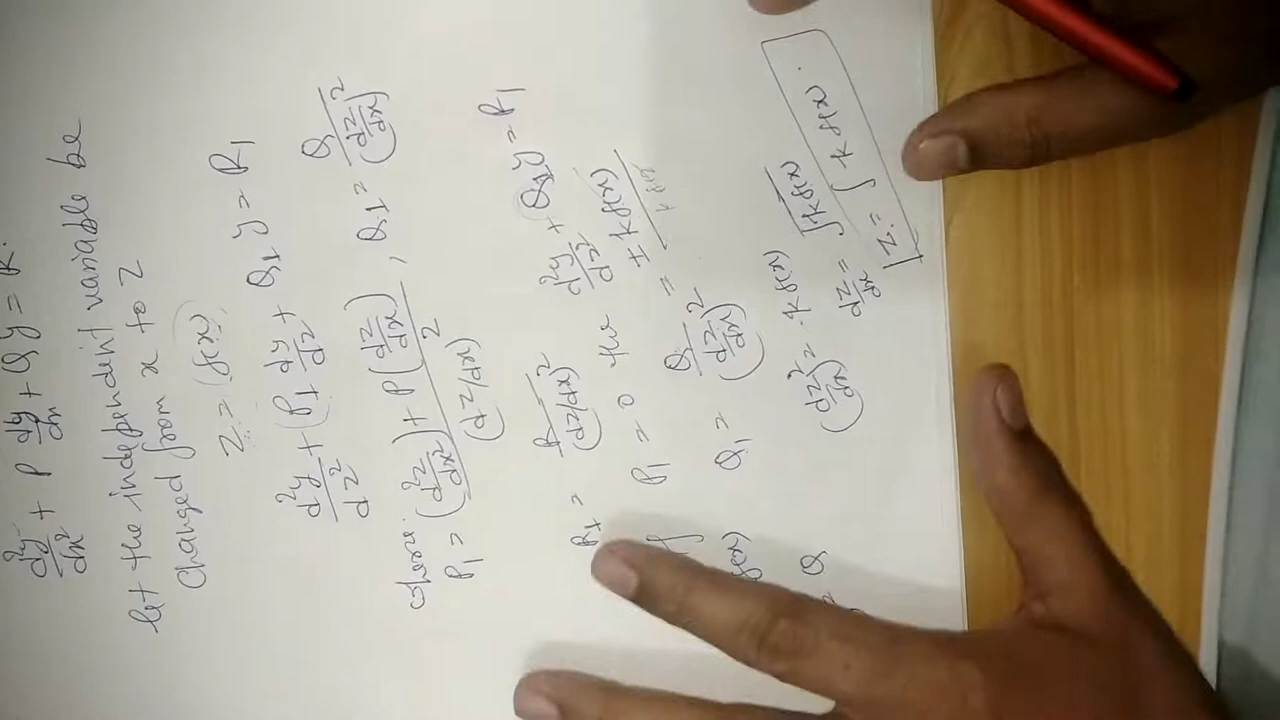 d²y/dx² + P dy/dx + Qy = R.
let the independent variable be
changed from x to z
z = f(x)
d²y/dz² + (P₁ dy/dz + Q₁ y = R₁
where
P₁ = (d²z/dx²) + P(dz/dx) / (dz/dx)² , Q₁ = Q / (dz/dx)²
R₁ = R / (dz/dx)²
P₁ = 0 the d²y/dz² + Q₁y = R₁
Q₁ = Q / (dz/dx)² = ± k f(x) / k f(x)
(dz/dx)² = k f(x)
dz/dx = √k f(x)
z = ∫ √k f(x).
f(x)
Q